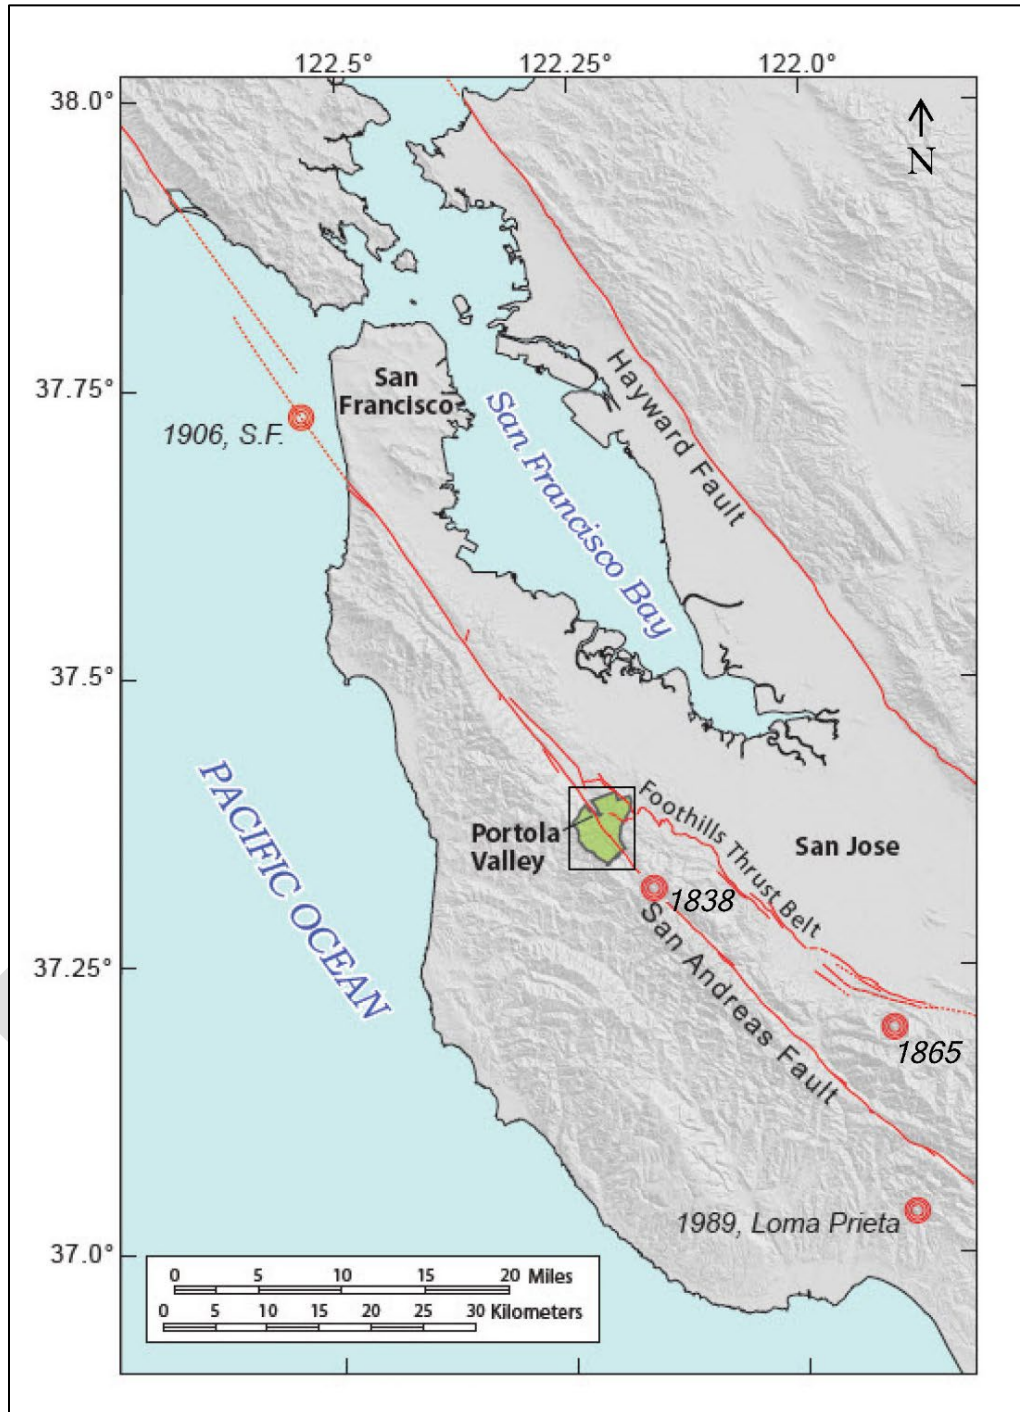 122.5°
122.25°
122.0°
38.0°
N
37.75°
San
Francisco
1906, S.F.
San Francisco Bay
Hayward Fault
37.5°
PACIFIC OCEAN
Portola
Valley
Foothills Thrust Belt
San Jose
1838
San Andreas Fault
37.25°
1865
1989, Loma Prieta
37.0°
0 5 10 15 20 Miles
0 5 10 15 20 25 30 Kilometers